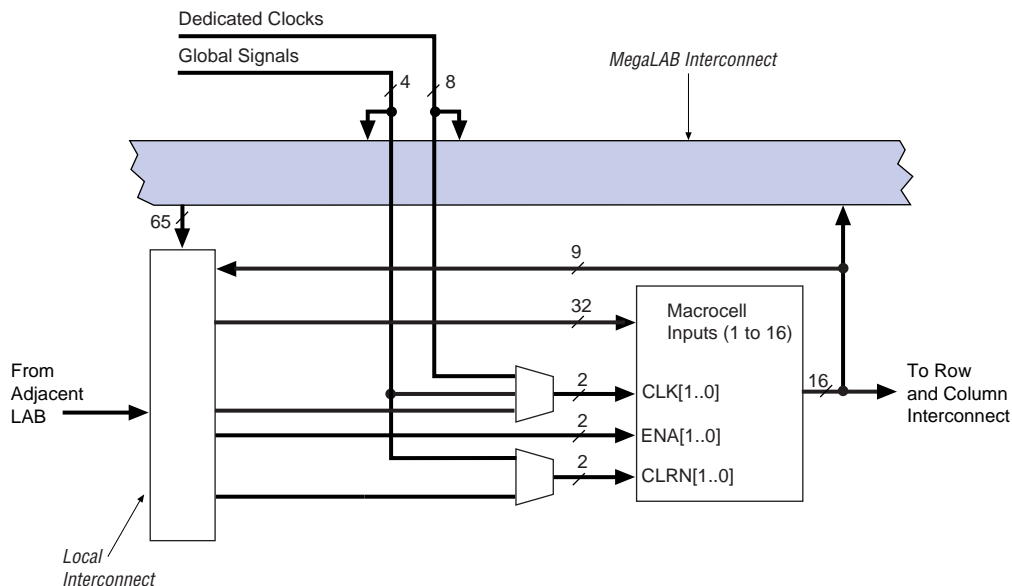 Dedicated Clocks
Global Signals
MegaLAB Interconnect
4
8
65
9
32
Macrocell
Inputs (1 to 16)
From
Adjacent
LAB
2
CLK[1..0]
16
To Row
and Column
Interconnect
2
ENA[1..0]
2
CLRN[1..0]
Local
Interconnect